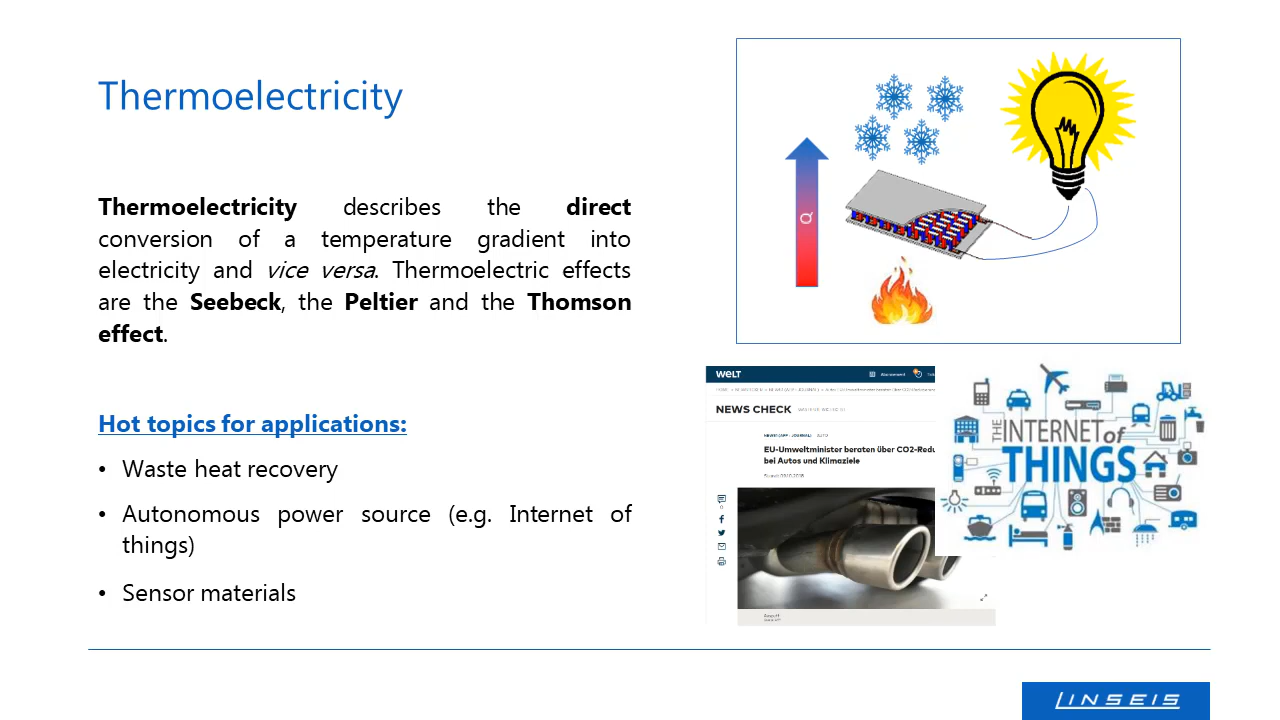 Thermoelectricity
Thermoelectricity describes the direct
conversion of a temperature gradient into
electricity and vice versa. Thermoelectric effects
are the Seebeck, the Peltier and the Thomson
effect.
Hot topics for applications:
• Waste heat recovery
• Autonomous power source (e.g. Internet of
things)
• Sensor materials
Q
WELT
Abonnement
NEWS CHECK
EU-Umweltminister beraten über CO2-Redu
bei Autos und Klimaziele
THE INTERNET of
THINGS
LINSEIS